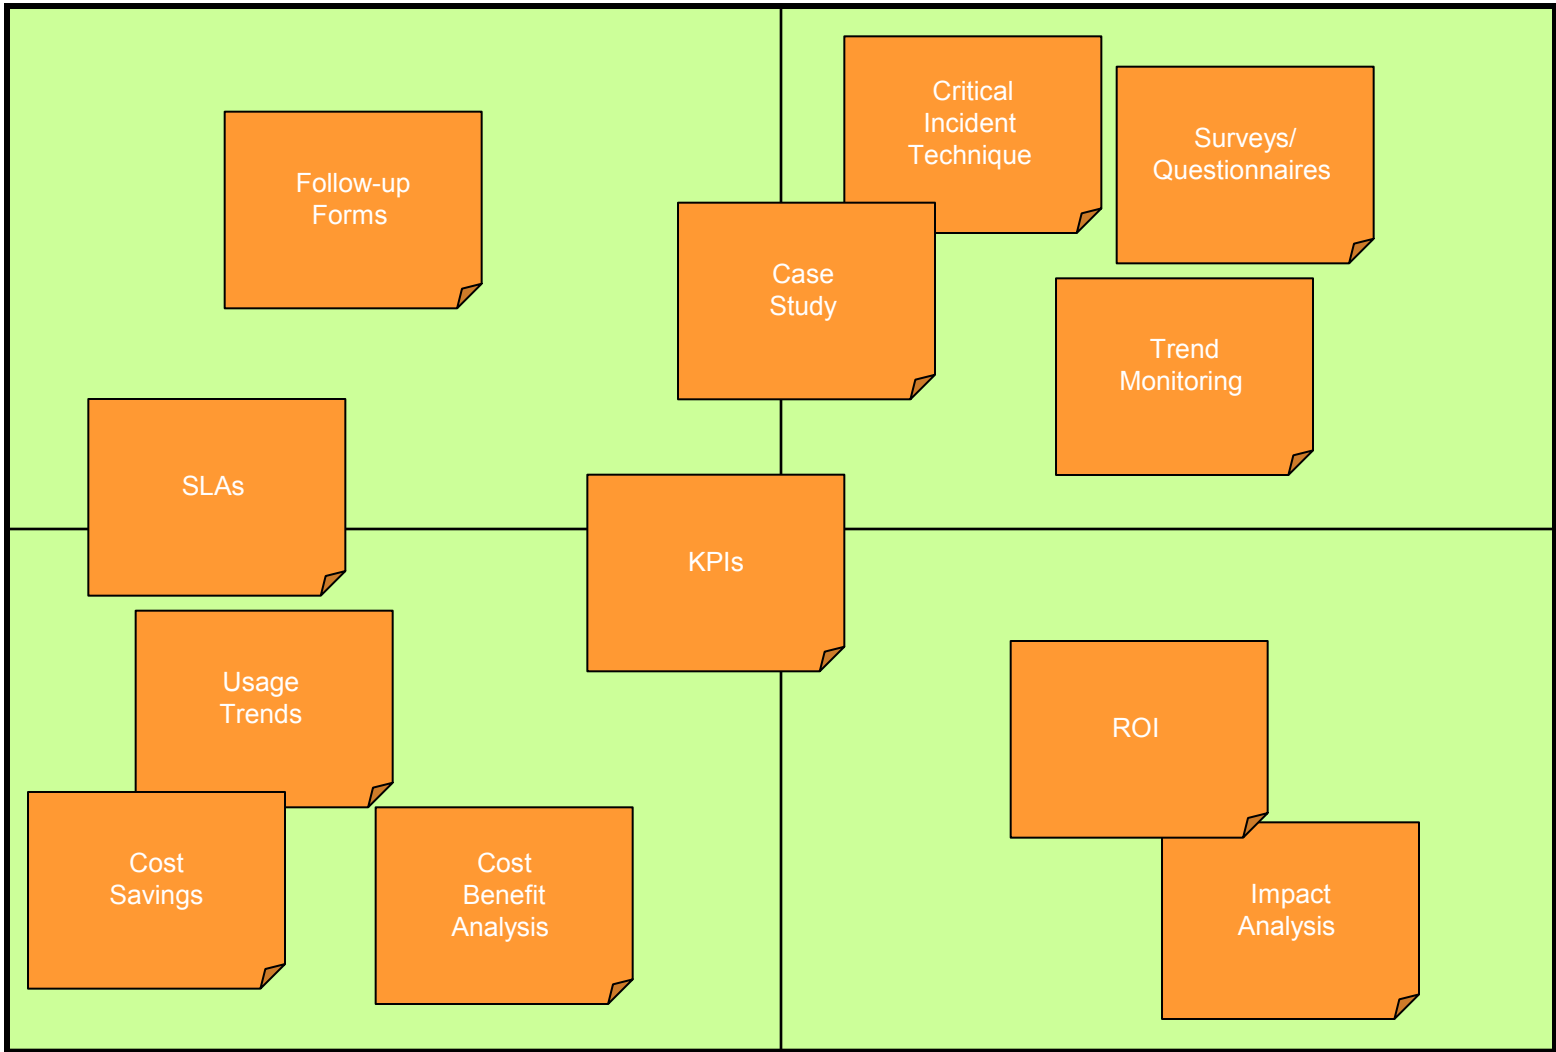 Critical
Incident
Technique
Surveys/
Questionnaires
Follow-up
Forms
Case
Study
Trend
Monitoring
SLAs
KPIs
Usage
Trends
ROI
Cost
Savings
Cost
Benefit
Analysis
Impact
Analysis